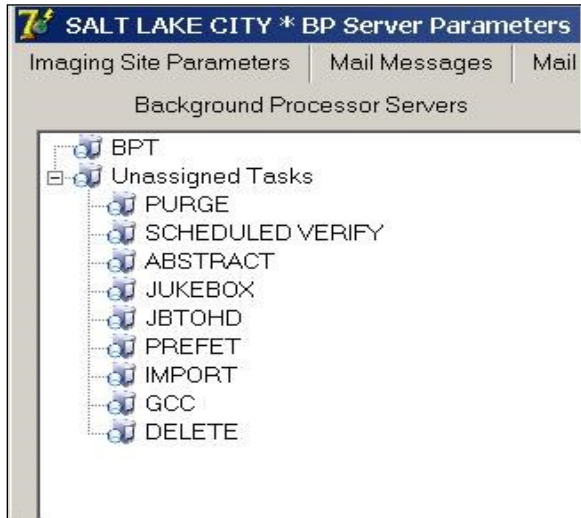 SALT LAKE CITY * BP Server Parameters
Imaging Site Parameters Mail Messages Mail
Background Processor Servers
BPT
Unassigned Tasks
PURGE
SCHEDULED VERIFY
ABSTRACT
JUKEBOX
JBTOHD
PREFET
IMPORT
GCC
DELETE